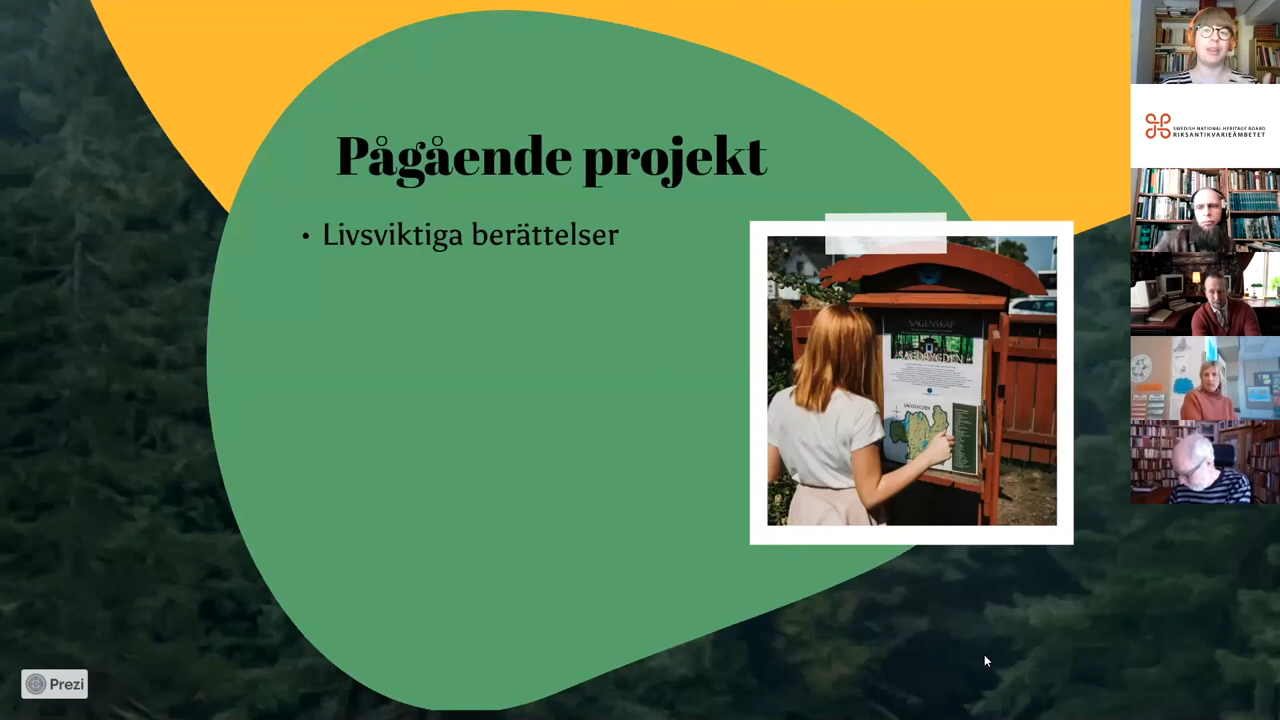 Pågående projekt
• Livsviktiga berättelser
SAGENSKAP
SAGOBYGDEN
SWEDISH NATIONAL HERITAGE BOARD
RIKSANTIKVARIEÄMBETET
Prezi